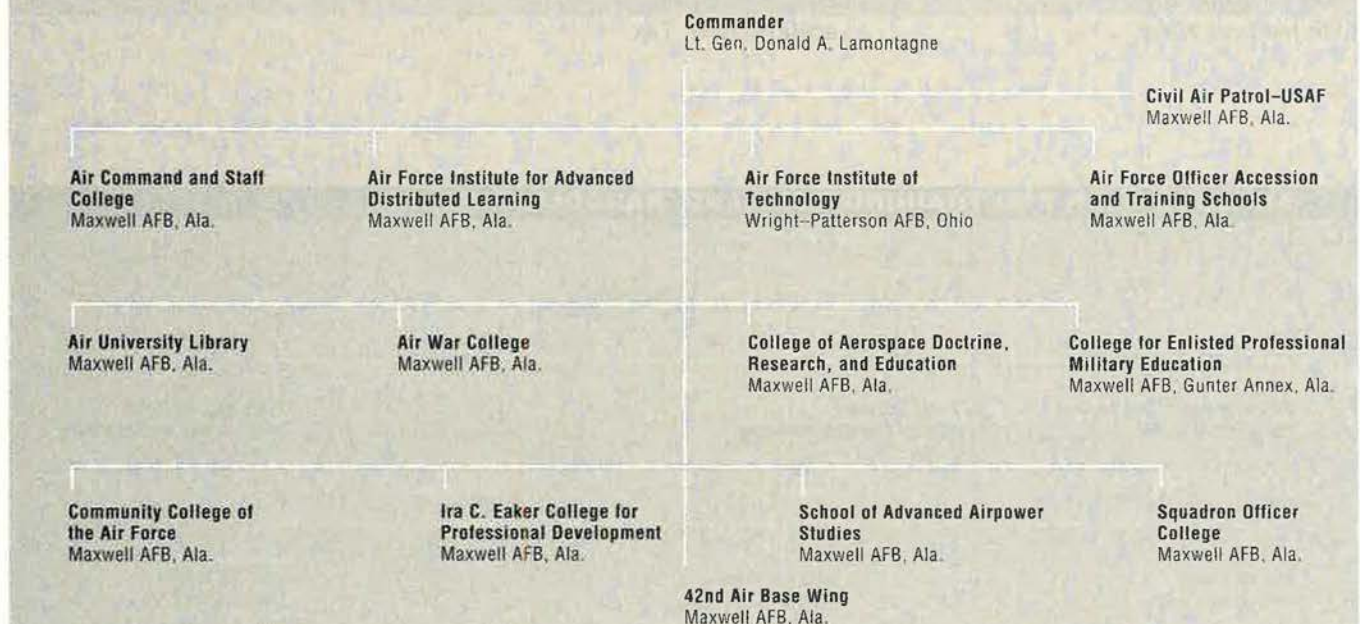 Commander
Lt. Gen. Donald A. Lamontagne
Civil Air Patrol–USAF
Maxwell AFB, Ala.
Air Command and Staff
College
Maxwell AFB, Ala.
Air Force Institute for Advanced
Distributed Learning
Maxwell AFB, Ala.
Air Force Institute of
Technology
Wright–Patterson AFB, Ohio
Air Force Officer Accession
and Training Schools
Maxwell AFB, Ala.
Air University Library
Maxwell AFB, Ala.
Air War College
Maxwell AFB, Ala.
College of Aerospace Doctrine,
Research, and Education
Maxwell AFB, Ala.
College for Enlisted Professional
Military Education
Maxwell AFB, Gunter Annex, Ala.
Community College of
the Air Force
Maxwell AFB, Ala.
Ira C. Eaker College for
Professional Development
Maxwell AFB, Ala.
School of Advanced Airpower
Studies
Maxwell AFB, Ala.
Squadron Officer
College
Maxwell AFB, Ala.
42nd Air Base Wing
Maxwell AFB, Ala.